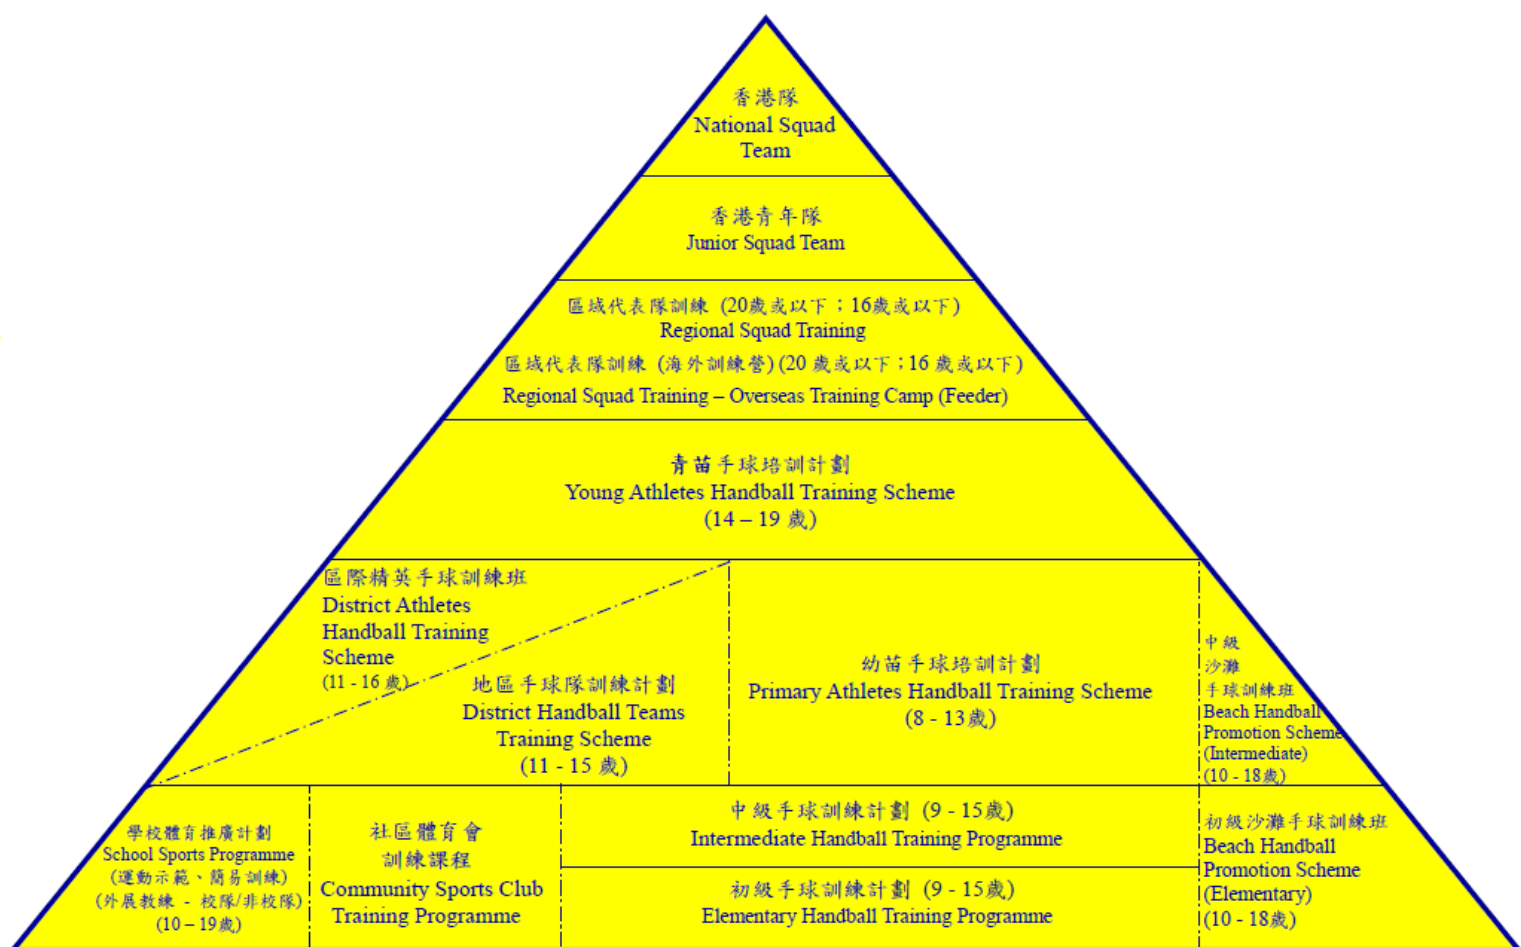 香港隊
National Squad
Team
香港青年隊
Junior Squad Team
區域代表隊訓練 (20歲或以下；16歲或以下)
Regional Squad Training
區域代表隊訓練 (海外訓練營) (20 歲或以下；16 歲或以下)
Regional Squad Training – Overseas Training Camp (Feeder)
青苗手球培訓計劃
Young Athletes Handball Training Scheme
(14 – 19 歲)
區際精英手球訓練班
District Athletes
Handball Training
Scheme
(11 - 16 歲)
地區手球隊訓練計劃
District Handball Teams
Training Scheme
(11 - 15 歲)
幼苗手球培訓計劃
Primary Athletes Handball Training Scheme
(8 - 13歲)
中級
沙灘
手球訓練班
Beach Handball
Promotion Scheme
(Intermediate)
(10 - 18歲)
學校體育推廣計劃
School Sports Programme
(運動示範、簡易訓練)
(外展教練 - 校隊/非校隊)
(10 – 19歲)
社區體育會
訓練課程
Community Sports Club
Training Programme
中級手球訓練計劃 (9 - 15歲)
Intermediate Handball Training Programme
初級手球訓練計劃 (9 - 15歲)
Elementary Handball Training Programme
初級沙灘手球訓練班
Beach Handball
Promotion Scheme
(Elementary)
(10 - 18歲)